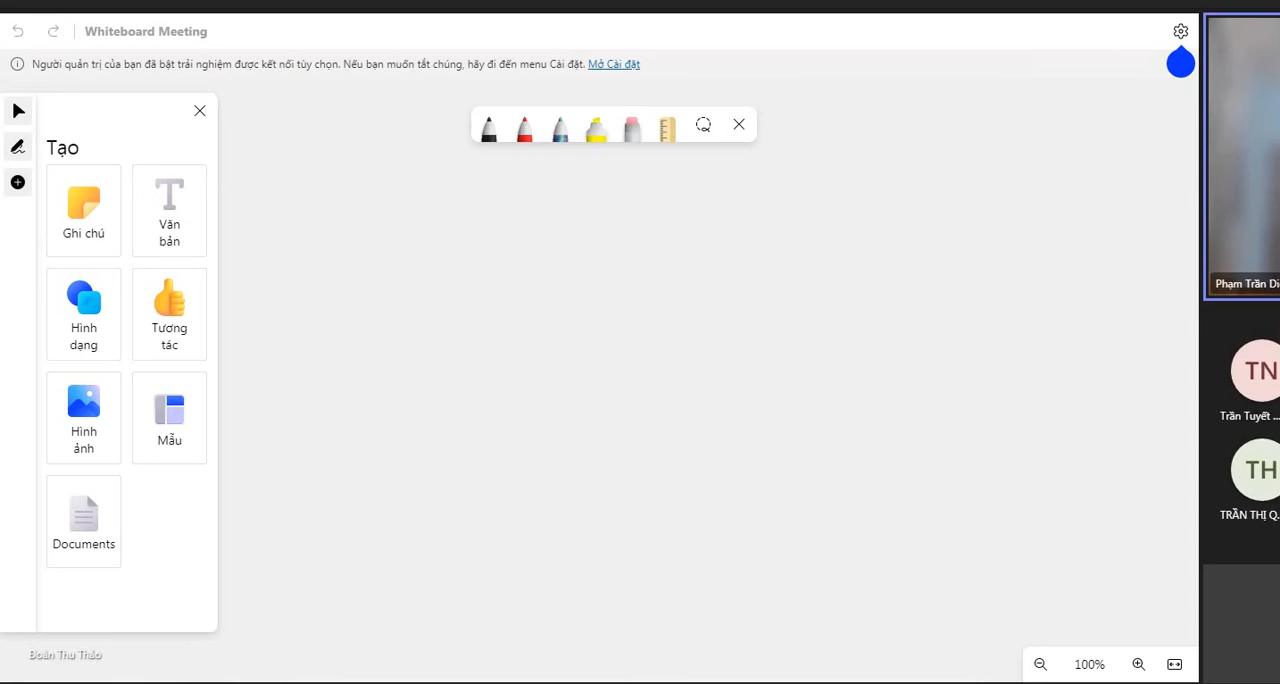 Whiteboard Meeting
Người quản trị của bạn đã bật trải nghiệm được kết nối tùy chọn. Nếu bạn muốn tắt chúng, hãy đi đến menu Cài đặt. Mở Cài đặt
Tạo
Ghi chú
Văn
bản
Hình
dạng
Tương
tác
Hình
ảnh
Mẫu
Documents
Đoàn Thu Thảo
100%
Phạm Trần Di
TN
Trần Tuyết ...
TH
TRẦN THỊ Q...